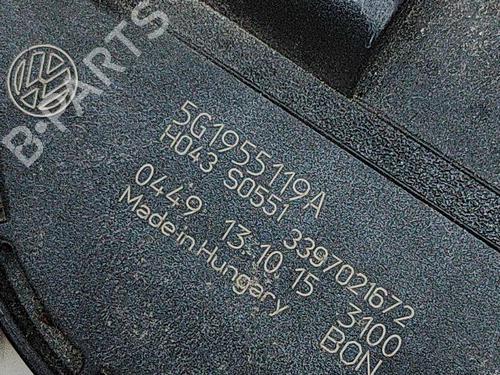 B-PARTS
5G1955119A
H043 S0551
3397021672
0449 13.10.15 3100
Made in Hungary BON